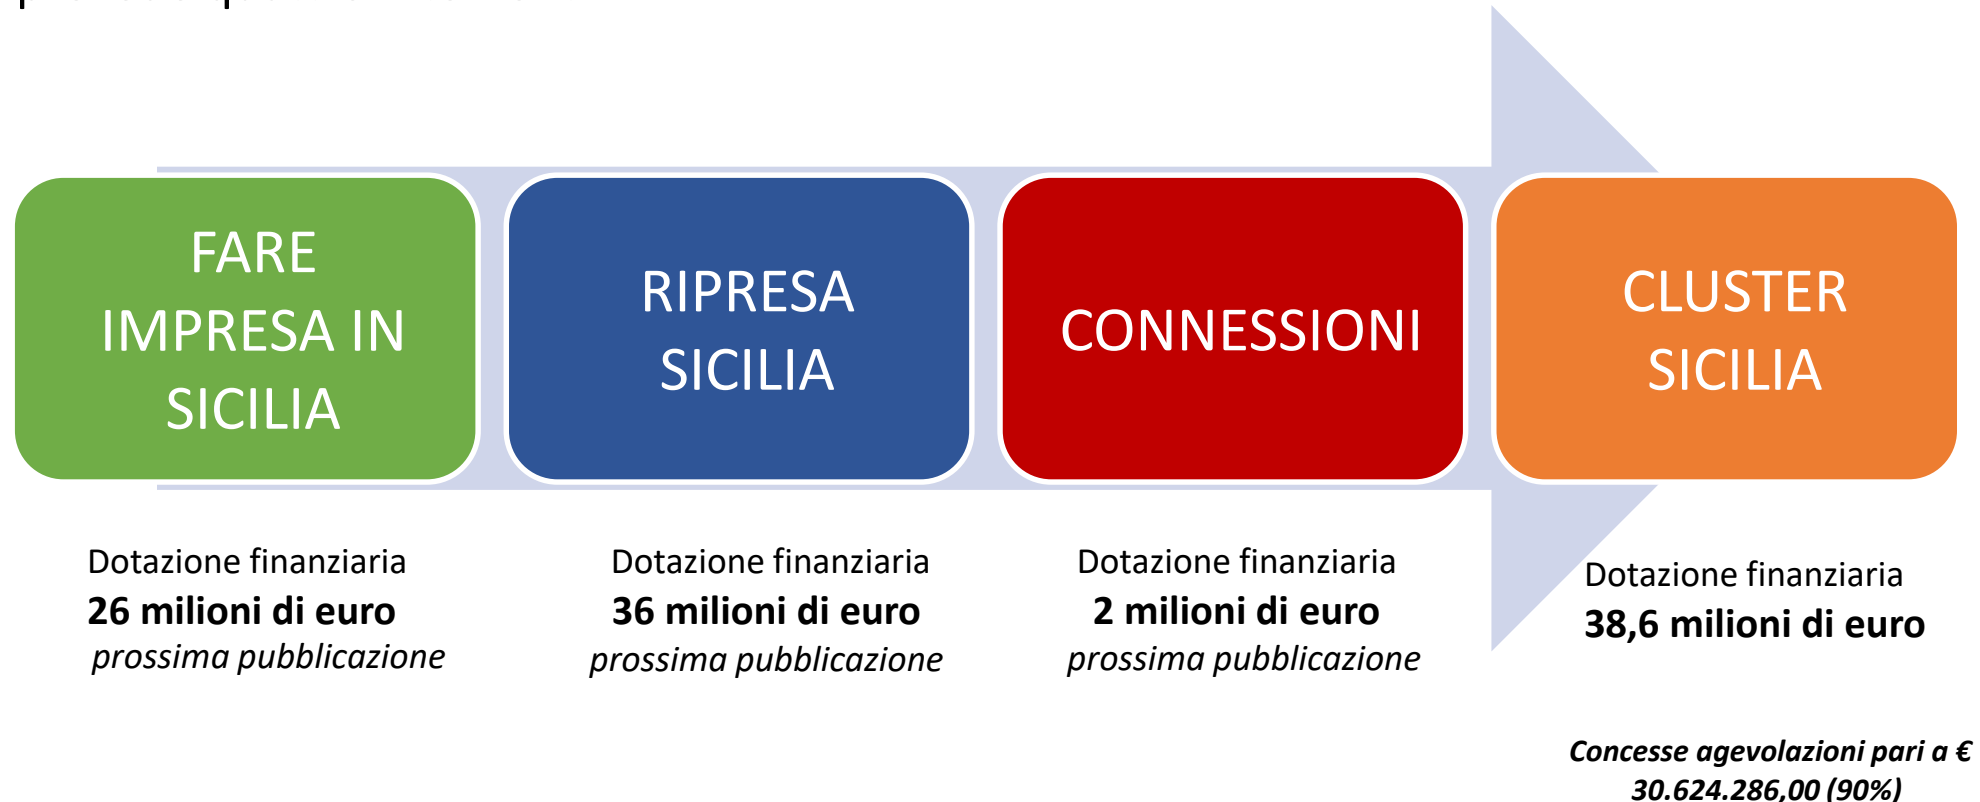 FARE
IMPRESA IN
SICILIA
RIPRESA
SICILIA
CONNESSIONI
CLUSTER
SICILIA
Dotazione finanziaria
26 milioni di euro
prossima pubblicazione
Dotazione finanziaria
36 milioni di euro
prossima pubblicazione
Dotazione finanziaria
2 milioni di euro
prossima pubblicazione
Dotazione finanziaria
38,6 milioni di euro
Concesse agevolazioni pari a €
30.624.286,00 (90%)